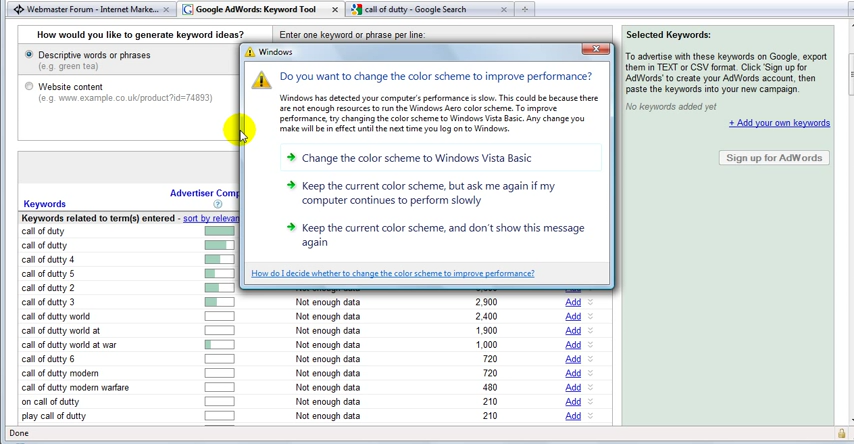 Webmaster Forum - Internet Marke...
Google AdWords: Keyword Tool
call of dutty - Google Search
How would you like to generate keyword ideas?
Enter one keyword or phrase per line:
Descriptive words or phrases
(e.g. green tea)
Website content
(e.g. www.example.co.uk/product?id=74893)
Selected Keywords:
To advertise with these keywords on Google, export
them in TEXT or CSV format. Click 'Sign up for
AdWords' to create your AdWords account, then
paste the keywords into your new campaign.
No keywords added yet
+ Add your own keywords
Sign up for AdWords
Windows
Do you want to change the color scheme to improve performance?
Windows has detected your computer's performance is slow. This could be because there
are not enough resources to run the Windows Aero color scheme. To improve
performance, try changing the color scheme to Windows Vista Basic. Any change you
make will be in effect until the next time you log on to Windows.
Change the color scheme to Windows Vista Basic
Keep the current color scheme, but ask me again if my
computer continues to perform slowly
Keep the current color scheme, and don't show this message
again
How do I decide whether to change the color scheme to improve performance?
Keywords
Advertiser Comp
?
Keywords related to term(s) entered - sort by relevan
call of duty
call of dutty
call of dutty 4
call of dutty 5
call of dutty 2
call of dutty 3 Not enough data 2,900 Add
call of dutty world Not enough data 2,400 Add
call of dutty world at Not enough data 1,900 Add
call of dutty world at war Not enough data 1,000 Add
call of dutty 6 Not enough data 720 Add
call of dutty modern Not enough data 720 Add
call of dutty modern warfare Not enough data 480 Add
on call of dutty Not enough data 210 Add
play call of dutty Not enough data 210 Add
Done